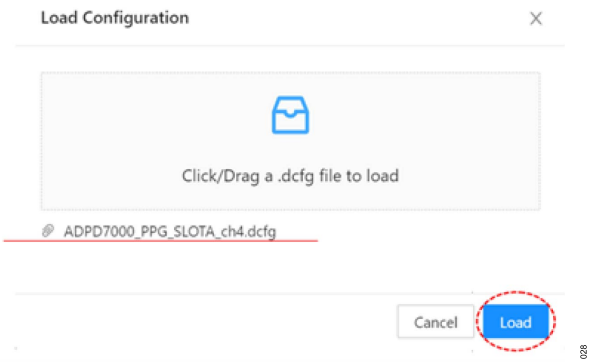 Load Configuration
Click/Drag a .dcfg file to load
ADPD7000_PPG_SLOTA_ch4.dcfg
Cancel
Load
028